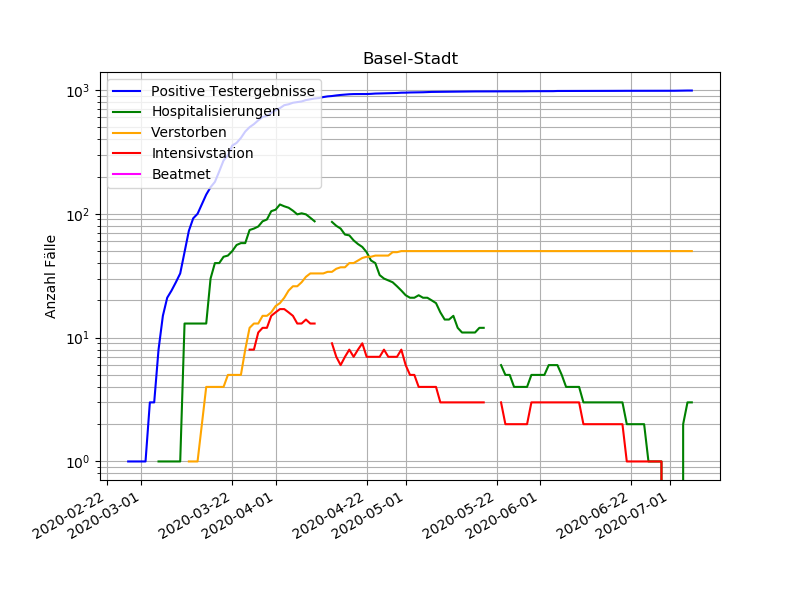 Basel-Stadt
Anzahl Fälle
10³
10²
10¹
10⁰
Positive Testergebnisse
Hospitalisierungen
Verstorben
Intensivstation
Beatmet
2020-02-22
2020-03-01
2020-03-22
2020-04-01
2020-04-22
2020-05-01
2020-05-22
2020-06-01
2020-06-22
2020-07-01